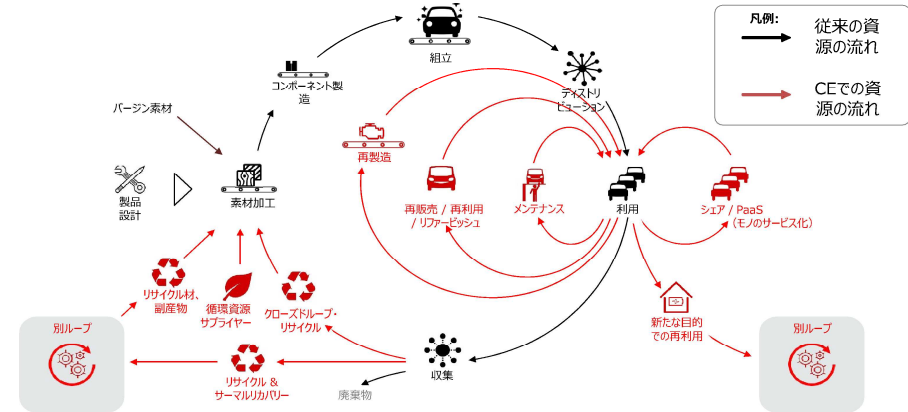 凡例:
従来の資
源の流れ
CEでの資
源の流れ
組立
コンポーネント製
造
ディストリ
ビューション
バージン素材
再製造
製品
設計
素材加工
再販売 / 再利用
/ リファービッシュ
メンテナンス
利用
シェア / PaaS
（モノのサービス化）
リサイクル材、
副産物
循環資源
サプライヤー
クローズドループ・
リサイクル
新たな目的
での再利用
別ループ
別ループ
リサイクル &
サーマルリカバリー
廃棄物
収集